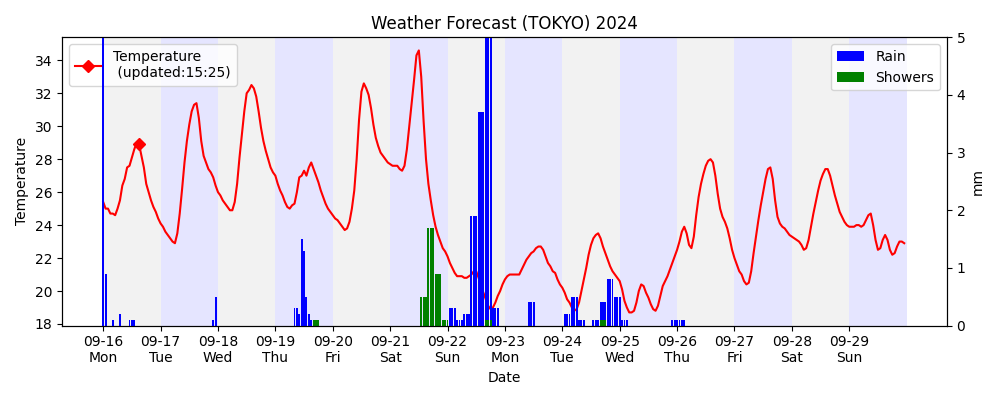 Weather Forecast (TOKYO) 2024
Temperature
(updated:15:25)
Rain
Showers
Temperature
34
32
30
28
26
24
22
20
18
5
4
3
2
1
0
mm
09-16 09-17 09-18 09-19 09-20 09-21 09-22 09-23 09-24 09-25 09-26 09-27 09-28 09-29
Mon Tue Wed Thu Fri Sat Sun Mon Tue Wed Thu Fri Sat Sun
Date